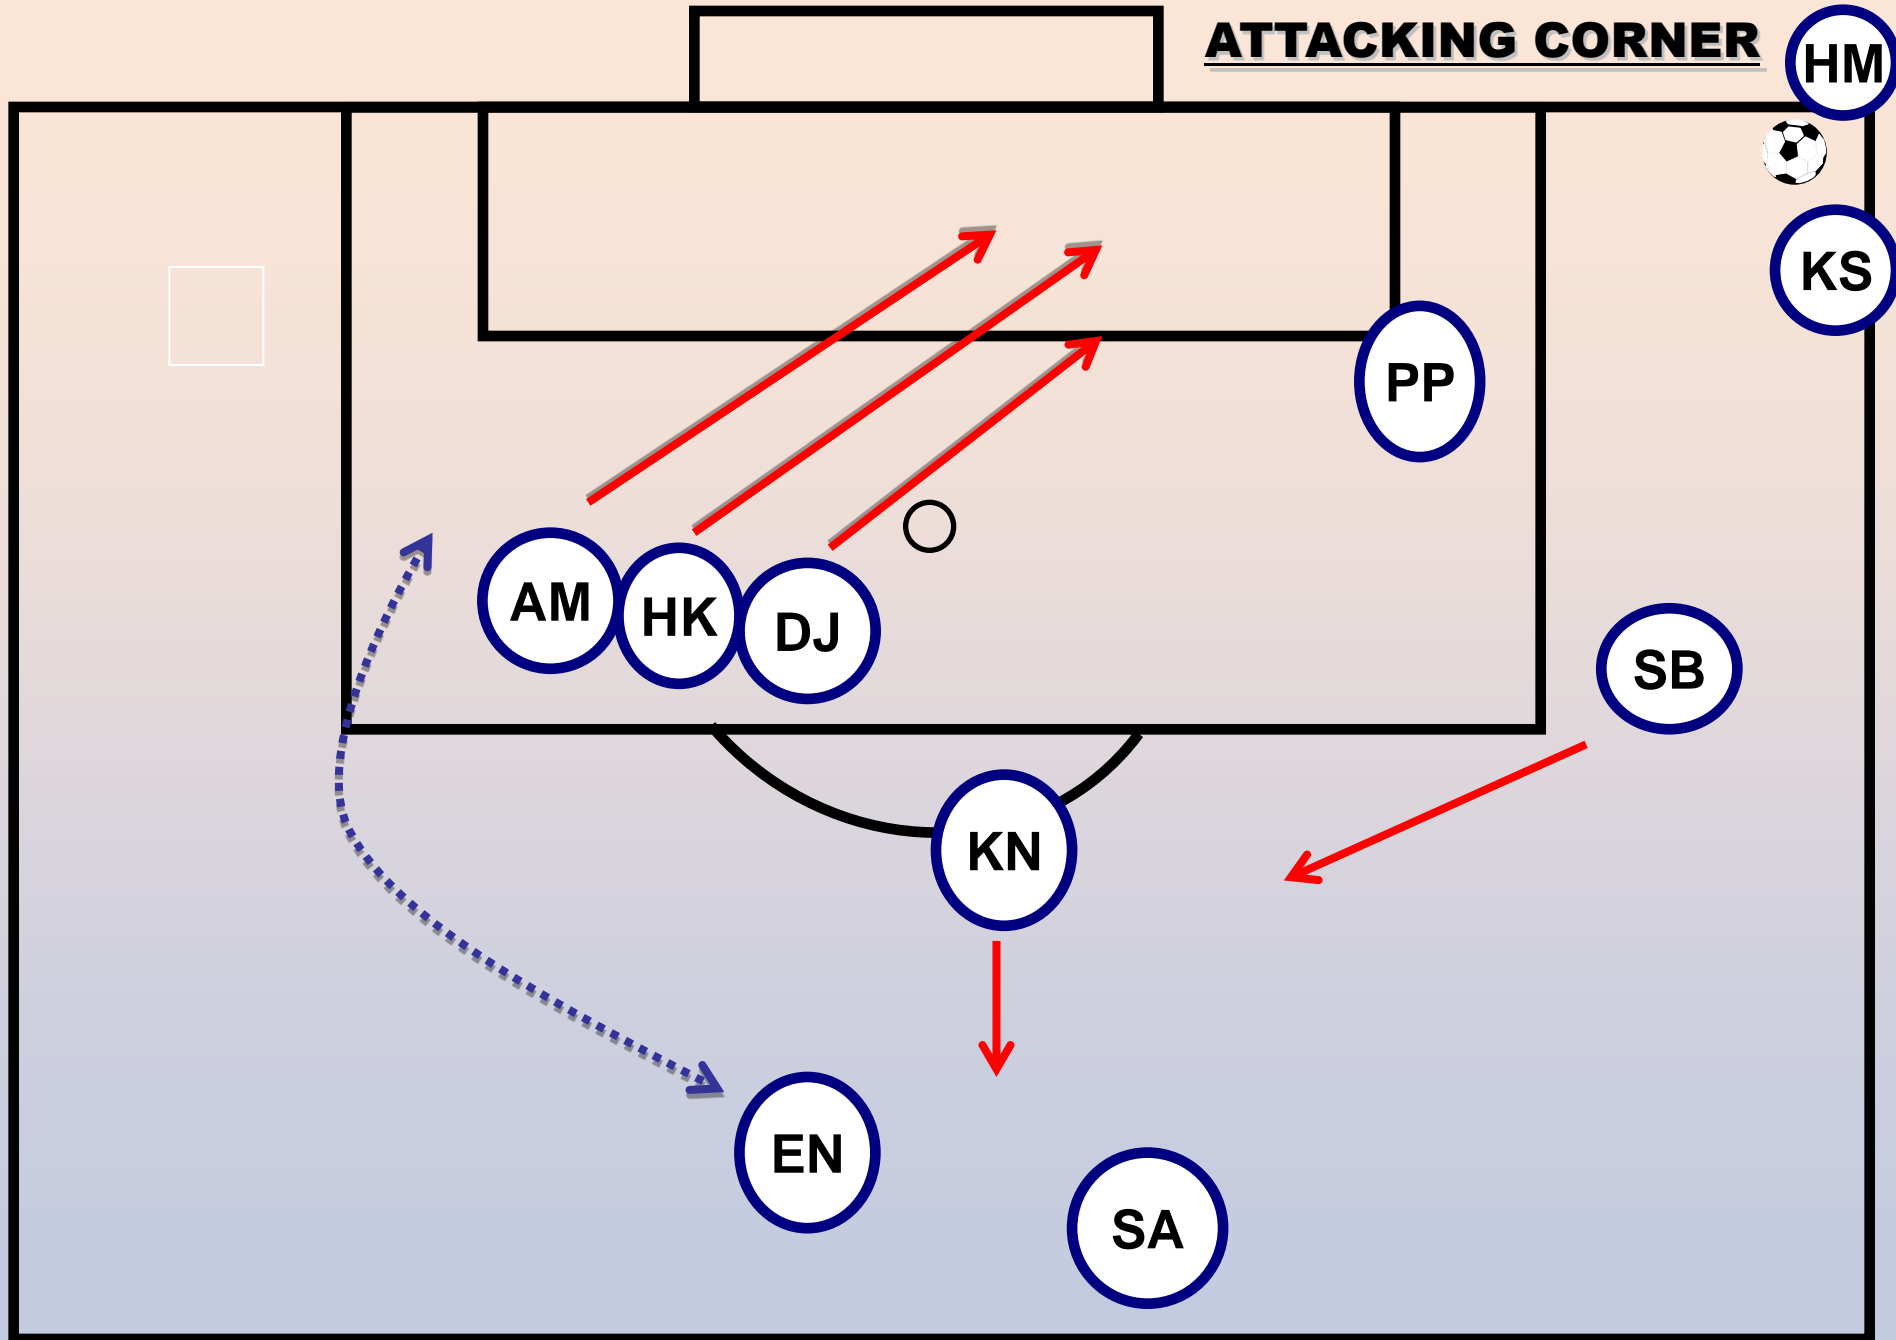 ATTACKING CORNER
HM
KS
PP
AM
HK
DJ
SB
KN
EN
SA